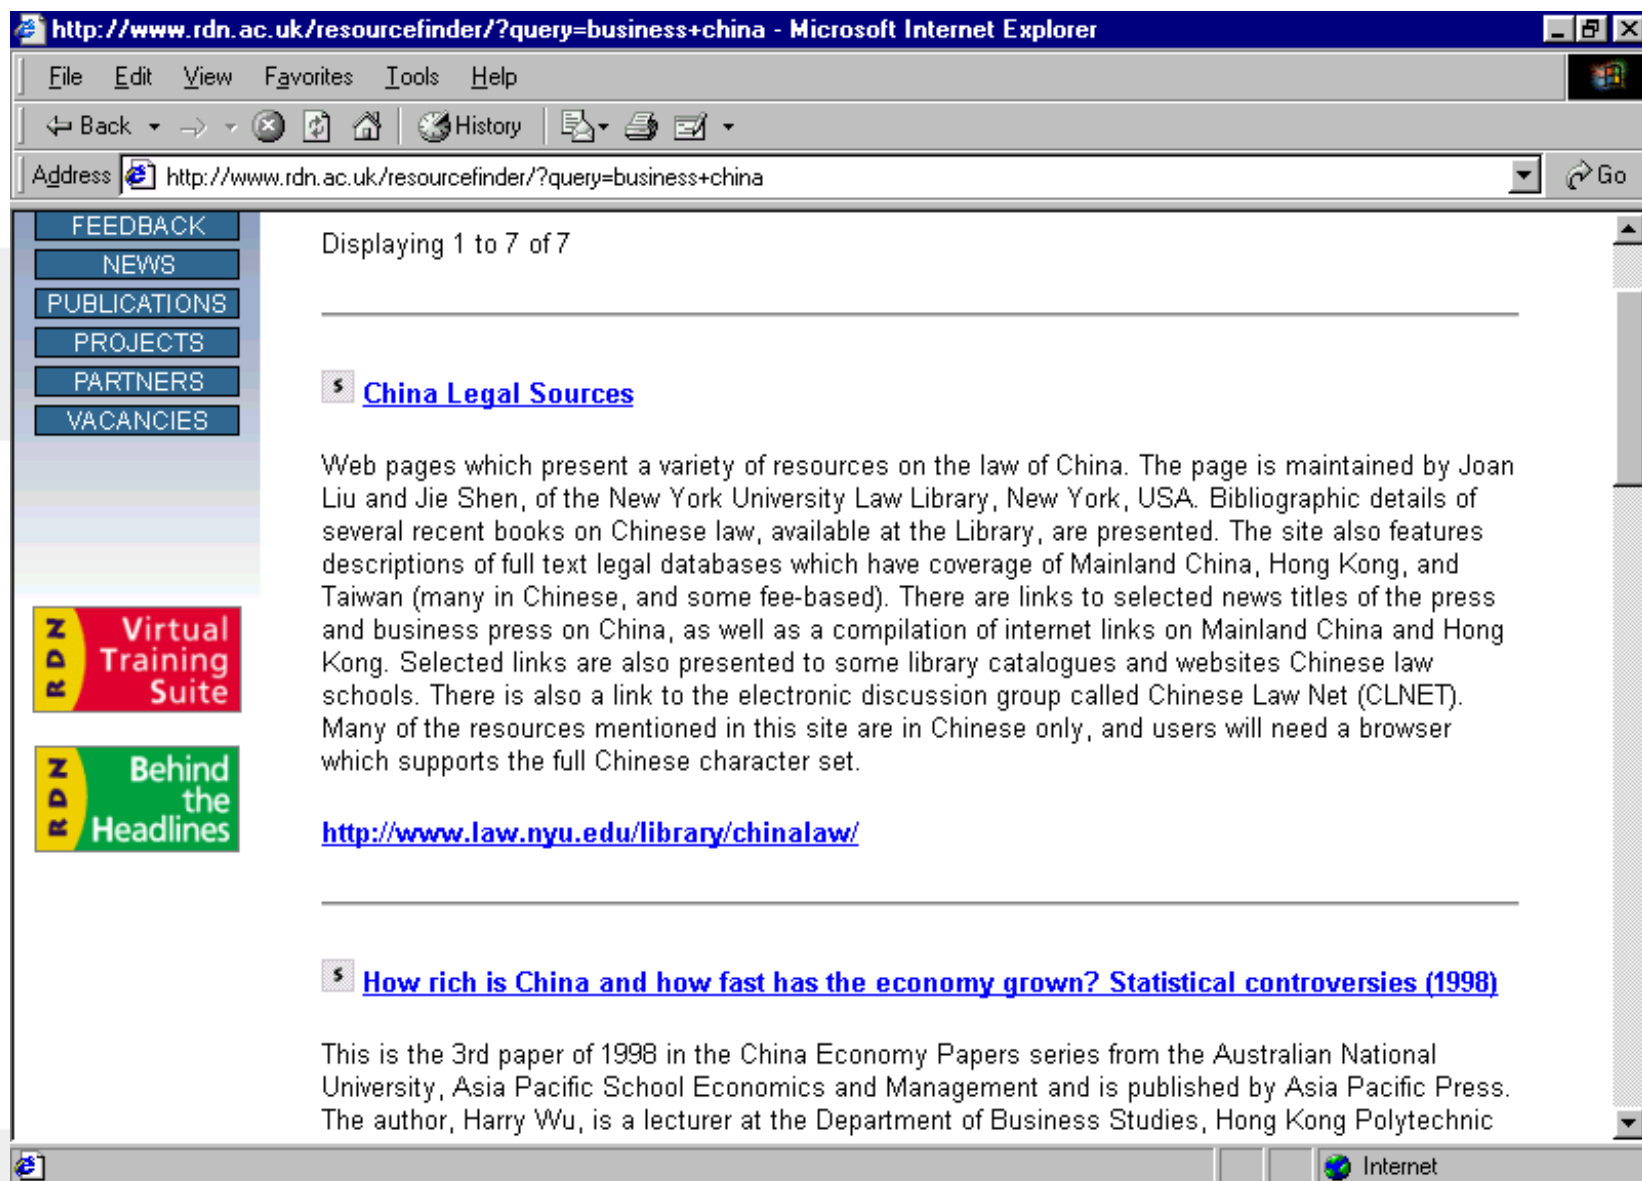 http://www.rdn.ac.uk/resourcefinder/?query=business+china - Microsoft Internet Explorer
File Edit View Favorites Tools Help
Back History
Address http://www.rdn.ac.uk/resourcefinder/?query=business+china Go
FEEDBACK
NEWS
PUBLICATIONS
PROJECTS
PARTNERS
VACANCIES
RDN Virtual
Training
Suite
RDN Behind
the
Headlines
Displaying 1 to 7 of 7
s China Legal Sources
Web pages which present a variety of resources on the law of China. The page is maintained by Joan
Liu and Jie Shen, of the New York University Law Library, New York, USA. Bibliographic details of
several recent books on Chinese law, available at the Library, are presented. The site also features
descriptions of full text legal databases which have coverage of Mainland China, Hong Kong, and
Taiwan (many in Chinese, and some fee-based). There are links to selected news titles of the press
and business press on China, as well as a compilation of internet links on Mainland China and Hong
Kong. Selected links are also presented to some library catalogues and websites Chinese law
schools. There is also a link to the electronic discussion group called Chinese Law Net (CLNET).
Many of the resources mentioned in this site are in Chinese only, and users will need a browser
which supports the full Chinese character set.
http://www.law.nyu.edu/library/chinalaw/
s How rich is China and how fast has the economy grown? Statistical controversies (1998)
This is the 3rd paper of 1998 in the China Economy Papers series from the Australian National
University, Asia Pacific School Economics and Management and is published by Asia Pacific Press.
The author, Harry Wu, is a lecturer at the Department of Business Studies, Hong Kong Polytechnic
Internet